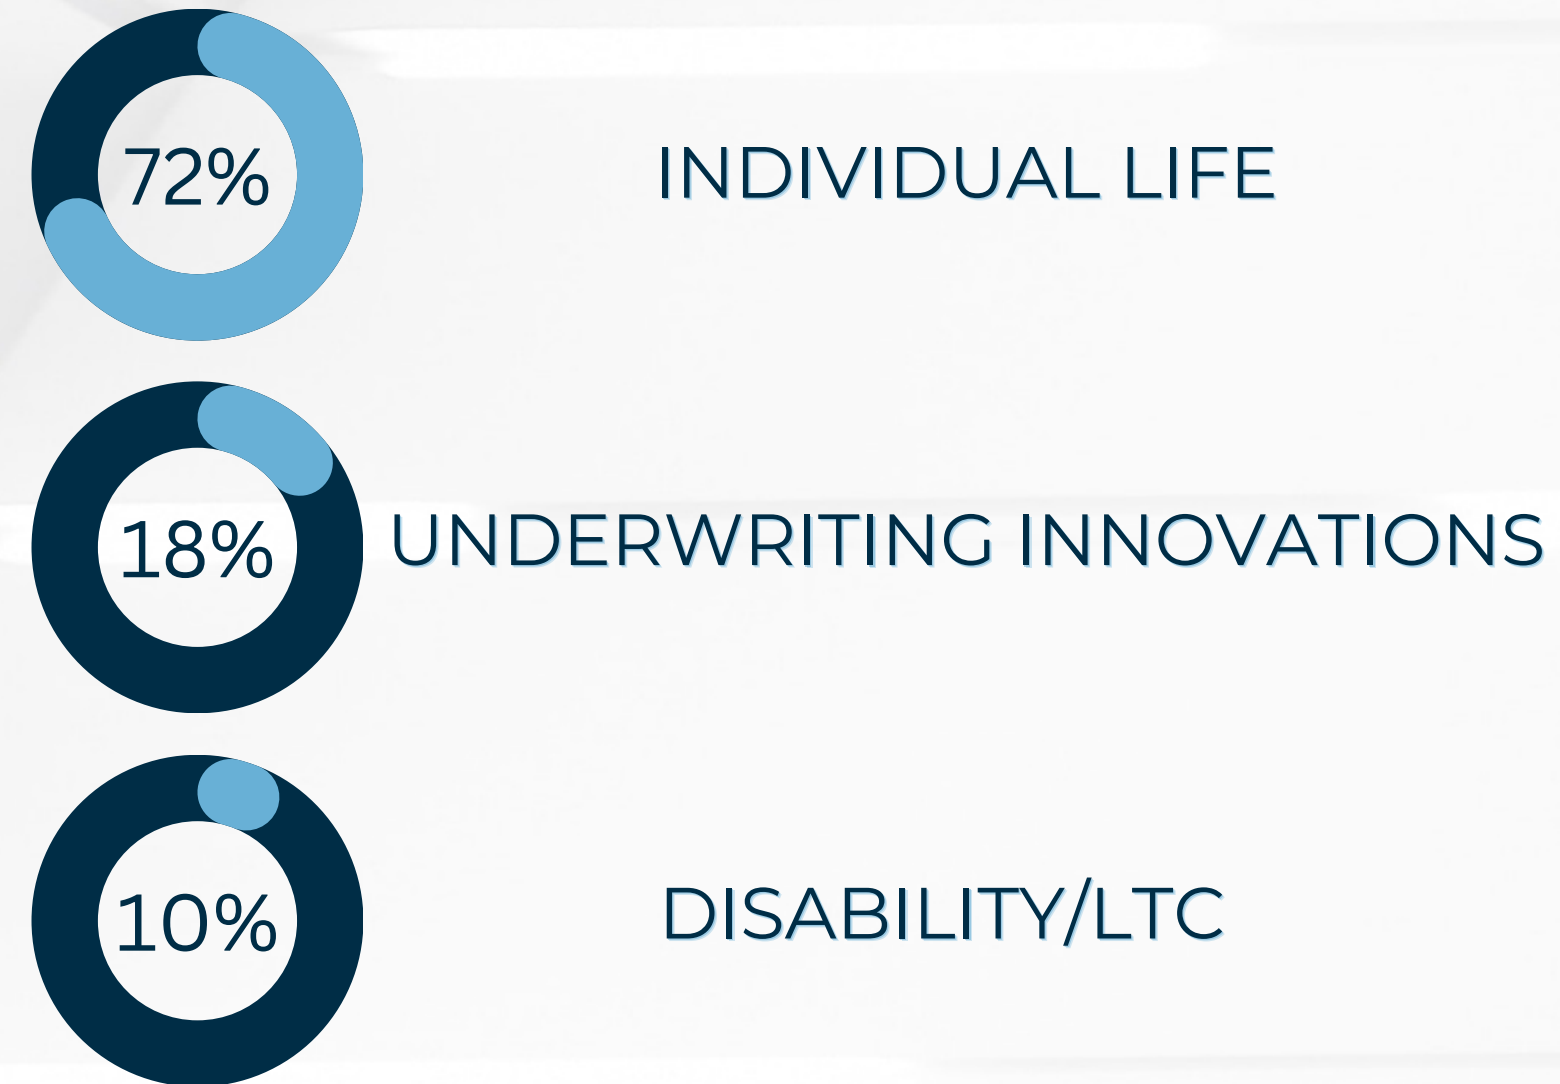 72%
INDIVIDUAL LIFE
18%
UNDERWRITING INNOVATIONS
10%
DISABILITY/LTC